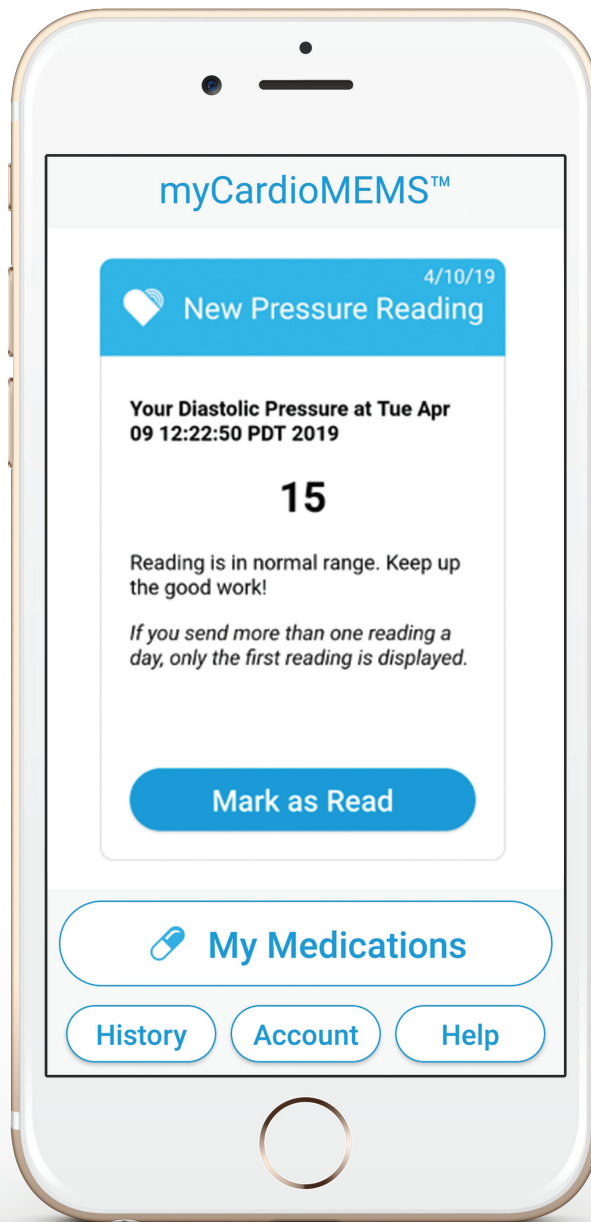 myCardioMEMS™
4/10/19
New Pressure Reading
Your Diastolic Pressure at Tue Apr
09 12:22:50 PDT 2019
15
Reading is in normal range. Keep up
the good work!
If you send more than one reading a
day, only the first reading is displayed.
Mark as Read
My Medications
History Account Help